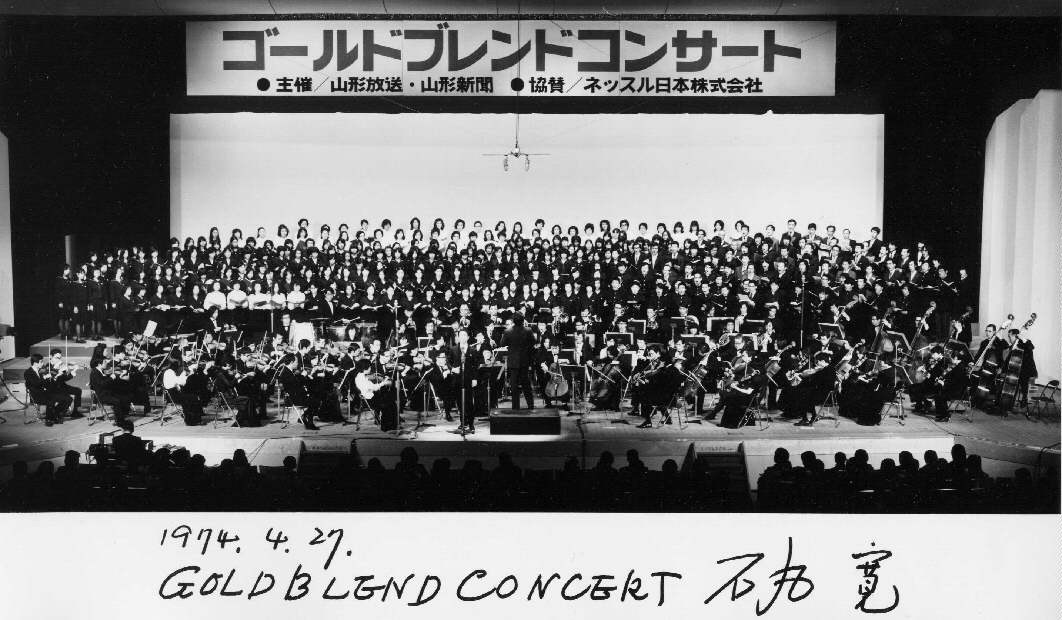 ゴールドブレンドコンサート
●主催/山形放送・山形新聞 ●協賛/ネッスル日本株式会社
1974. 4. 27.
GOLD BLEND CONCERT 石丸 寛